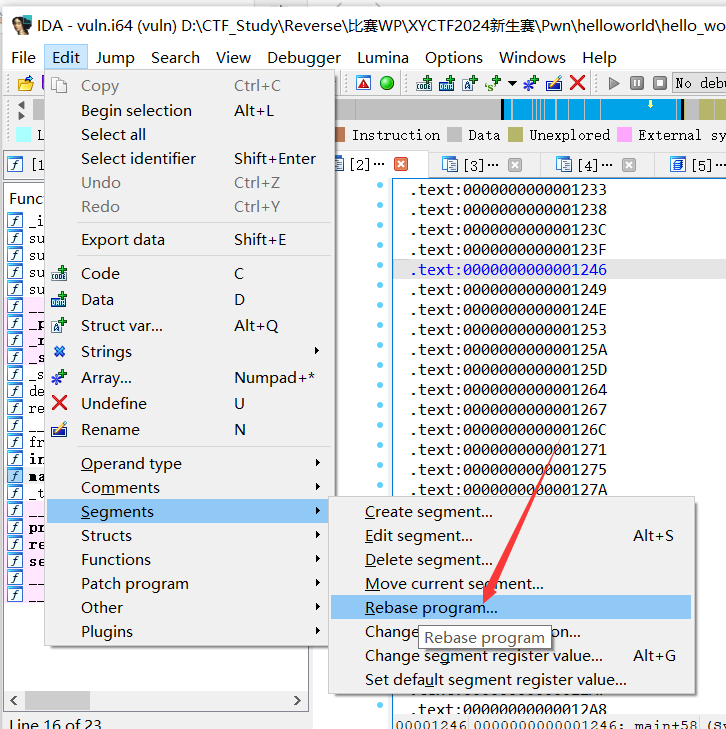 IDA - vuln.i64 (vuln) D:\CTF_Study\Reverse\比赛WP\XYCTF2024新生赛\Pwn\helloworld\hello_wo
File Edit Jump Search View Debugger Lumina Options Windows Help
No debu
Instruction Data Unexplored External sy
[1 [2]… [3]… [4]… [5]…
Func
Copy Ctrl+C
Begin selection Alt+L
Select all
Select identifier Shift+Enter
Undo Ctrl+Z
Redo Ctrl+Y
Export data Shift+E
Code C
Data D
Struct var... Alt+Q
Strings
Array... Numpad+*
Undefine U
Rename N
Operand type
Comments
Segments
Structs
Functions
Patch program
Other
Plugins
.text:0000000000001233
.text:0000000000001238
.text:000000000000123C
.text:000000000000123F
.text:0000000000001246
.text:0000000000001249
.text:000000000000124E
.text:0000000000001253
.text:000000000000125A
.text:000000000000125D
.text:0000000000001264
.text:0000000000001267
.text:000000000000126C
.text:0000000000001271
.text:0000000000001275
.text:000000000000127A
Create segment...
Edit segment... Alt+S
Delete segment...
Move current segment...
Rebase program...
Change
Rebase program
Change segment register value... Alt+G
Set default segment register value...
.text:00000000000012A8
Line 16 of 23
00001246 0000000000001246: main+58 (Sy